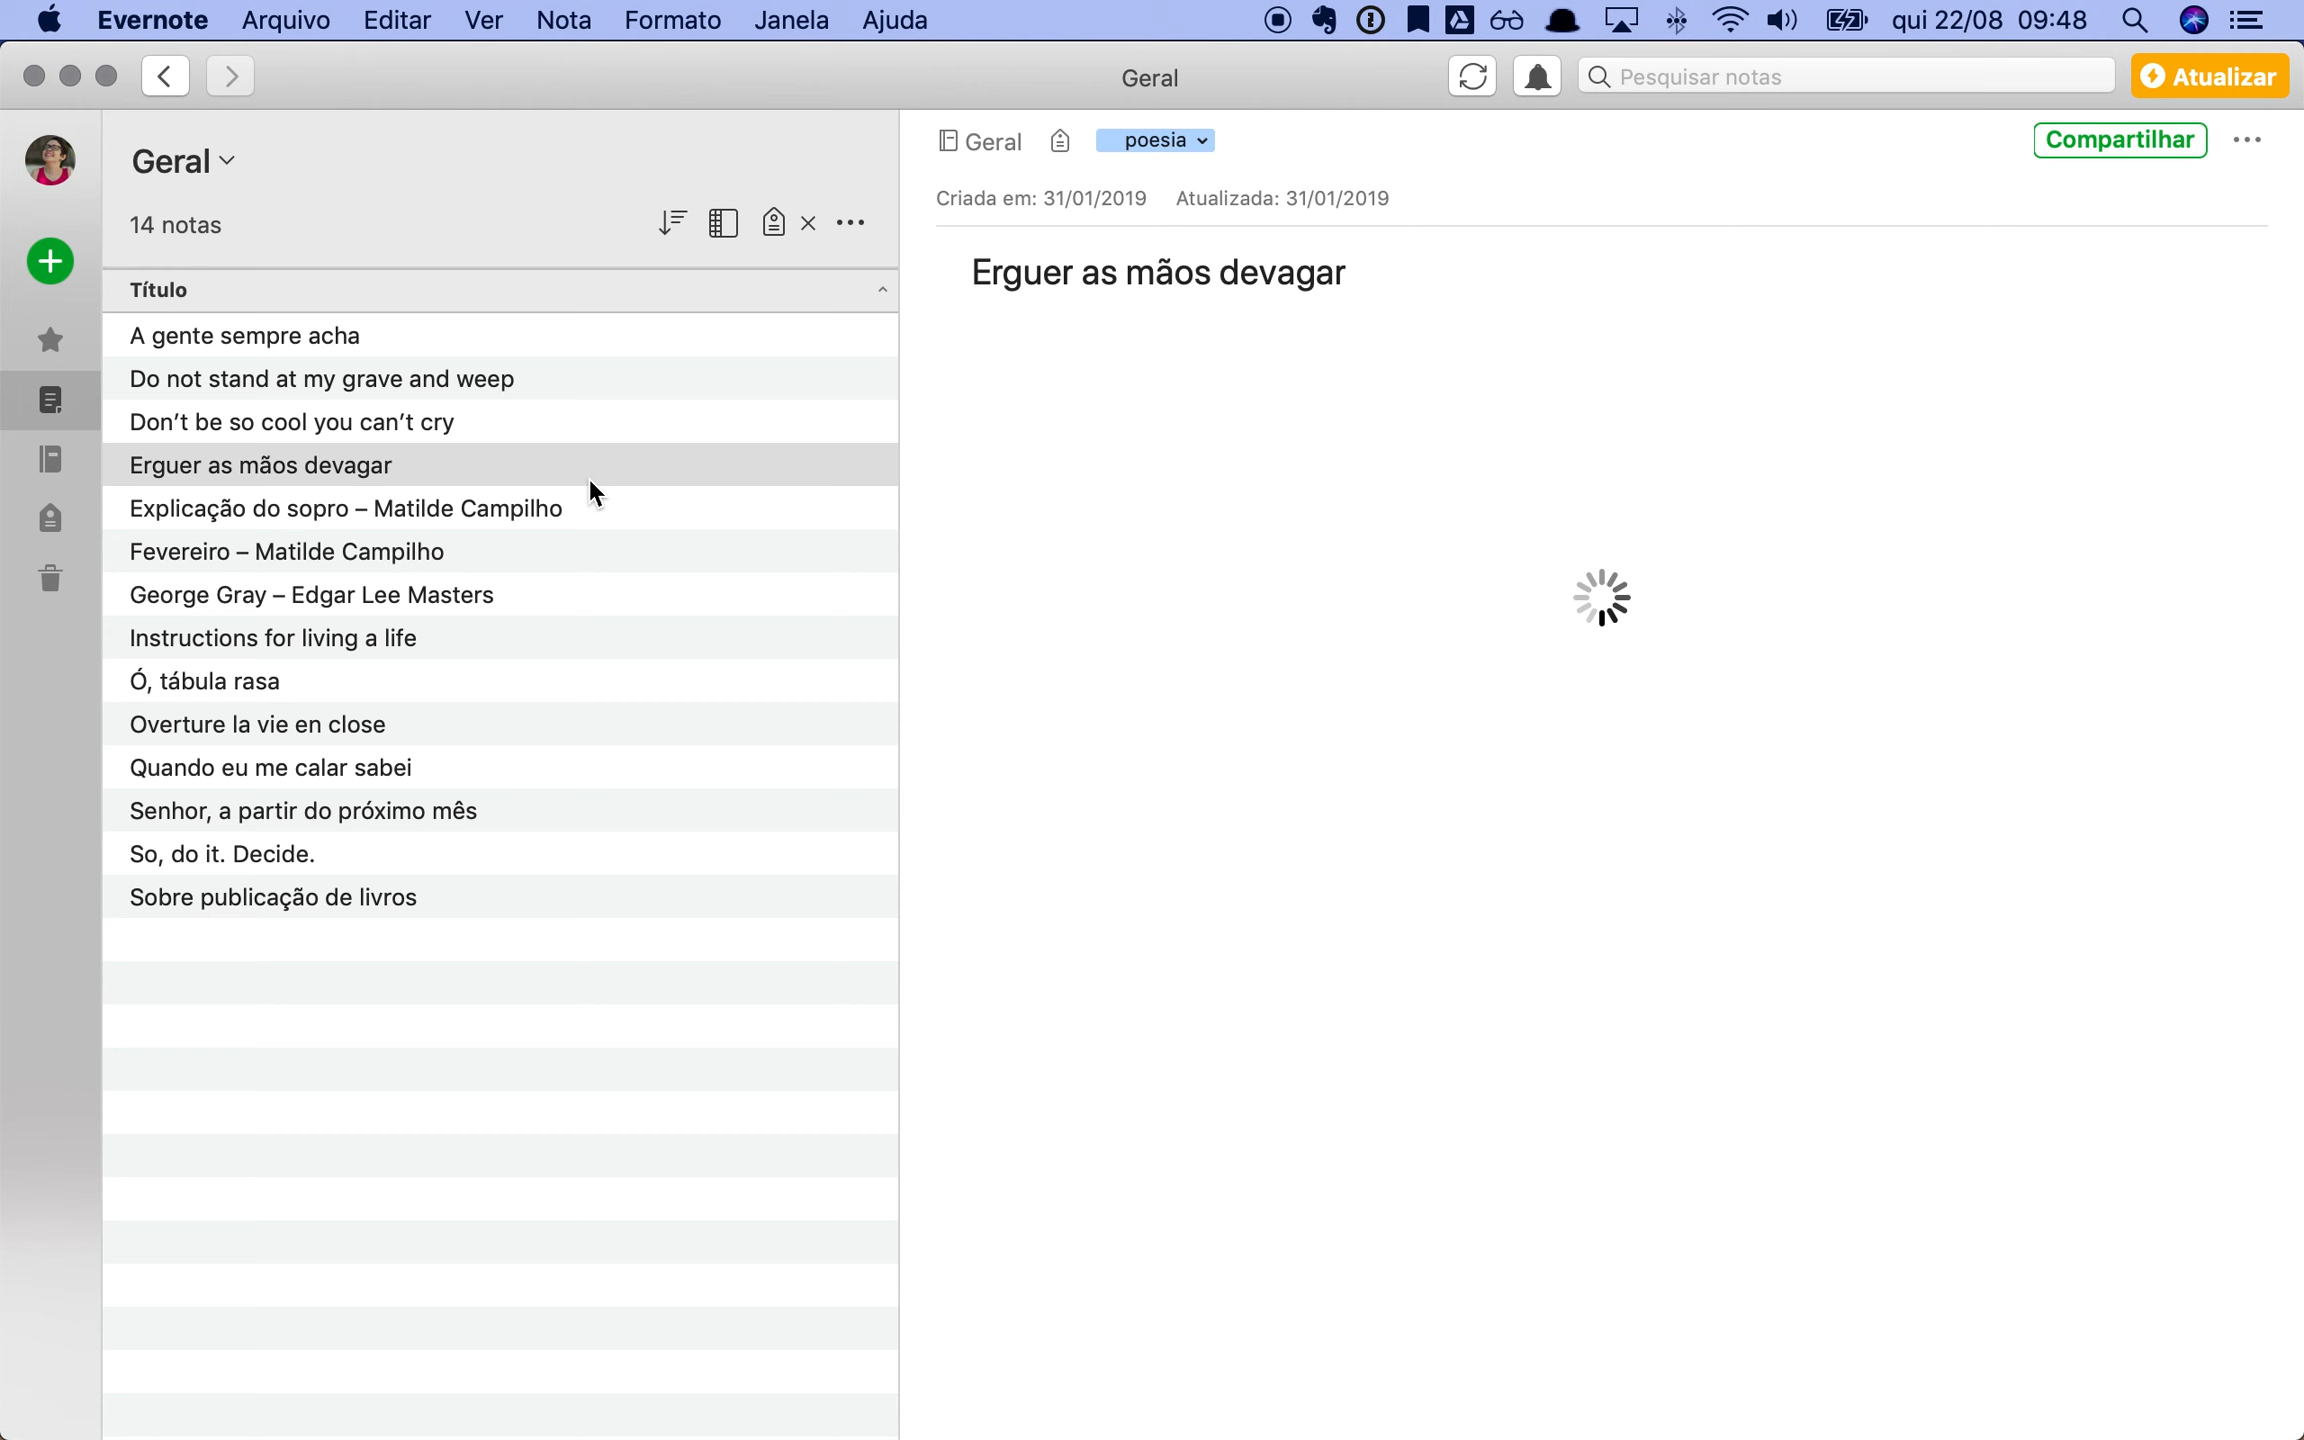 Evernote Arquivo Editar Ver Nota Formato Janela Ajuda qui 22/08 09:48
Geral Pesquisar notas Atualizar
Geral
14 notas
Título
A gente sempre acha
Do not stand at my grave and weep
Don’t be so cool you can’t cry
Erguer as mãos devagar
Explicação do sopro – Matilde Campilho
Fevereiro – Matilde Campilho
George Gray – Edgar Lee Masters
Instructions for living a life
Ó, tábula rasa
Overture la vie en close
Quando eu me calar sabei
Senhor, a partir do próximo mês
So, do it. Decide.
Sobre publicação de livros
Geral poesia Compartilhar
Criada em: 31/01/2019 Atualizada: 31/01/2019
Erguer as mãos devagar